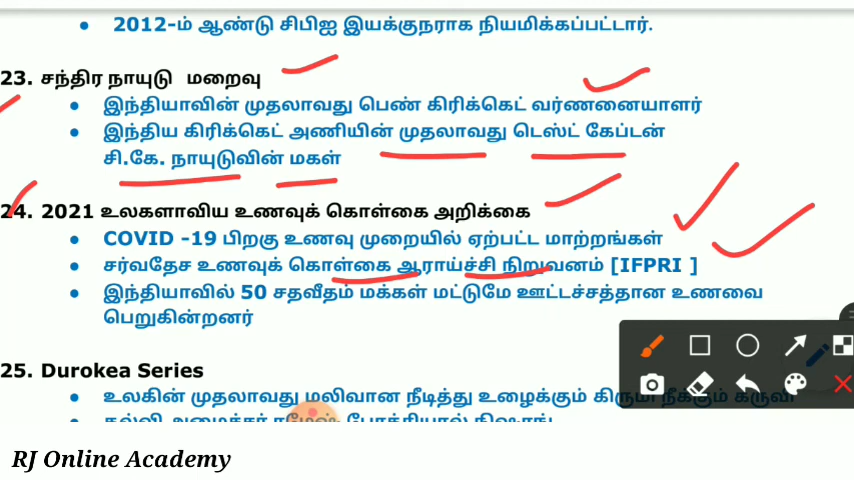 2012-ம் ஆண்டு சிபிஐ இயக்குநராக நியமிக்கப்பட்டார்.
23. சந்திர நாயுடு மறைவு
இந்தியாவின் முதலாவது பெண் கிரிக்கெட் வர்ணனையாளர்
இந்திய கிரிக்கெட் அணியின் முதலாவது டெஸ்ட் கேப்டன்
சி.கே. நாயுடுவின் மகள்
24. 2021 உலகளாவிய உணவுக் கொள்கை அறிக்கை
COVID -19 பிறகு உணவு முறையில் ஏற்பட்ட மாற்றங்கள்
சர்வதேச உணவுக் கொள்கை ஆராய்ச்சி நிறுவனம் [IFPRI ]
இந்தியாவில் 50 சதவீதம் மக்கள் மட்டுமே ஊட்டச்சத்தான உணவை
பெறுகின்றனர்
25. Durokea Series
உலகின் முதலாவது மலிவான நீடித்து உழைக்கும் கிருமி நீக்கும் கருவி
RJ Online Academy